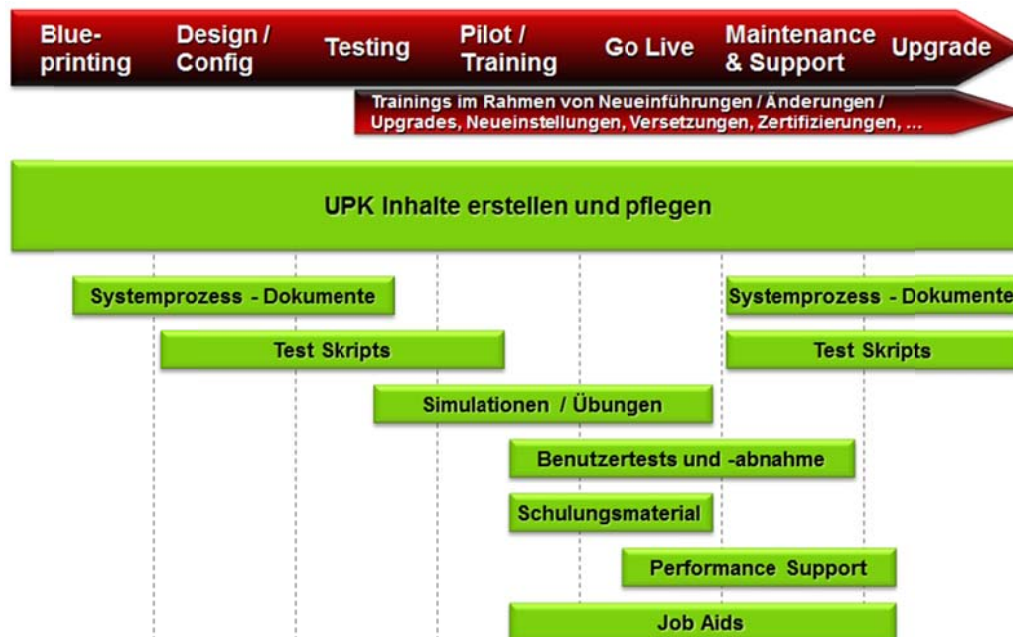 Blue-
printing
Design /
Config
Testing
Pilot /
Training
Go Live
Maintenance
& Support
Upgrade
Trainings im Rahmen von Neueinführungen / Änderungen /
Upgrades, Neueinstellungen, Versetzungen, Zertifizierungen, ...
UPK Inhalte erstellen und pflegen
Systemprozess - Dokumente
Systemprozess - Dokumente
Test Skripts
Test Skripts
Simulationen / Übungen
Benutzertests und -abnahme
Schulungsmaterial
Performance Support
Job Aids